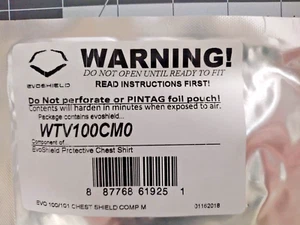 WARNING!
DO NOT OPEN UNTIL READY TO FIT
READ INSTRUCTIONS FIRST!
EVOSHIELD
Do Not perforate or PINTAG foil pouch!
Contents will harden in minutes when exposed to air.
Package contains evoshield...
WTV100CM0
Component of...
EvoShield Protective Chest Shirt
8 87768 61925 1
EVO 100/101 CHEST SHIELD COMP M
01162018